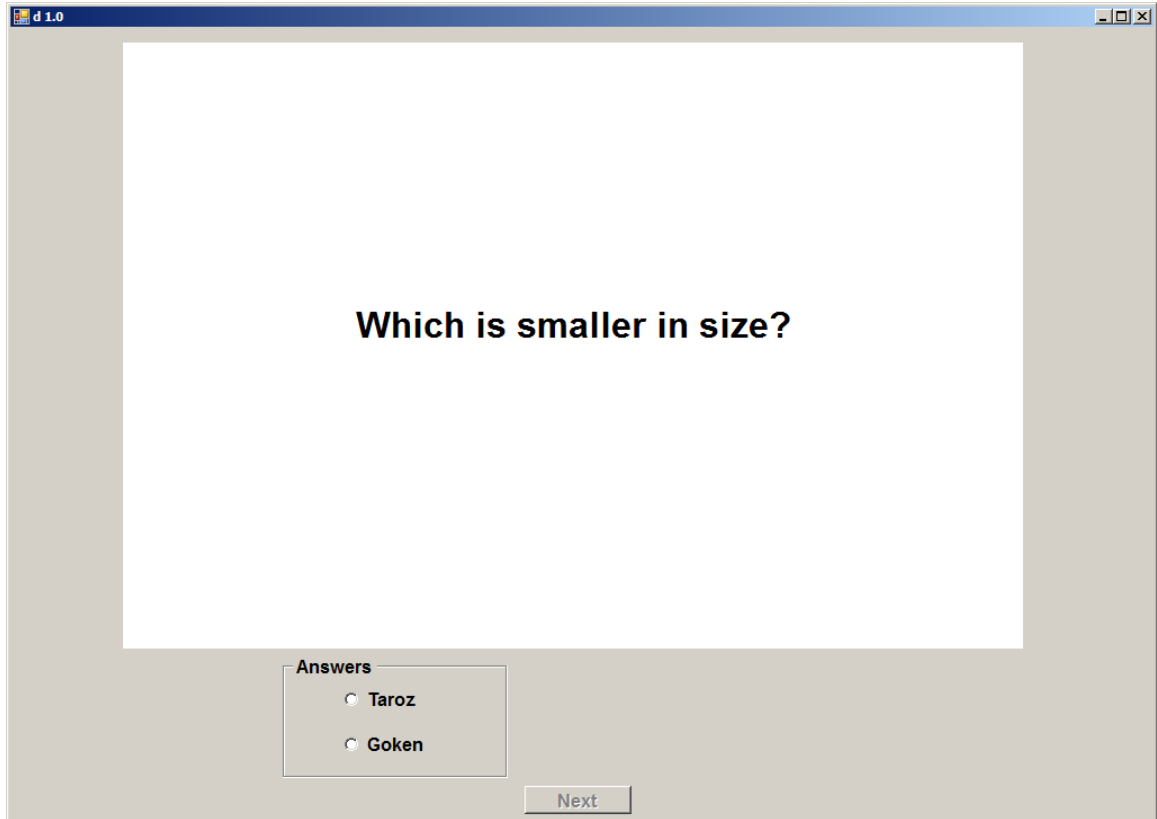 d 1.0
Which is smaller in size?
Answers
Taroz
Goken
Next